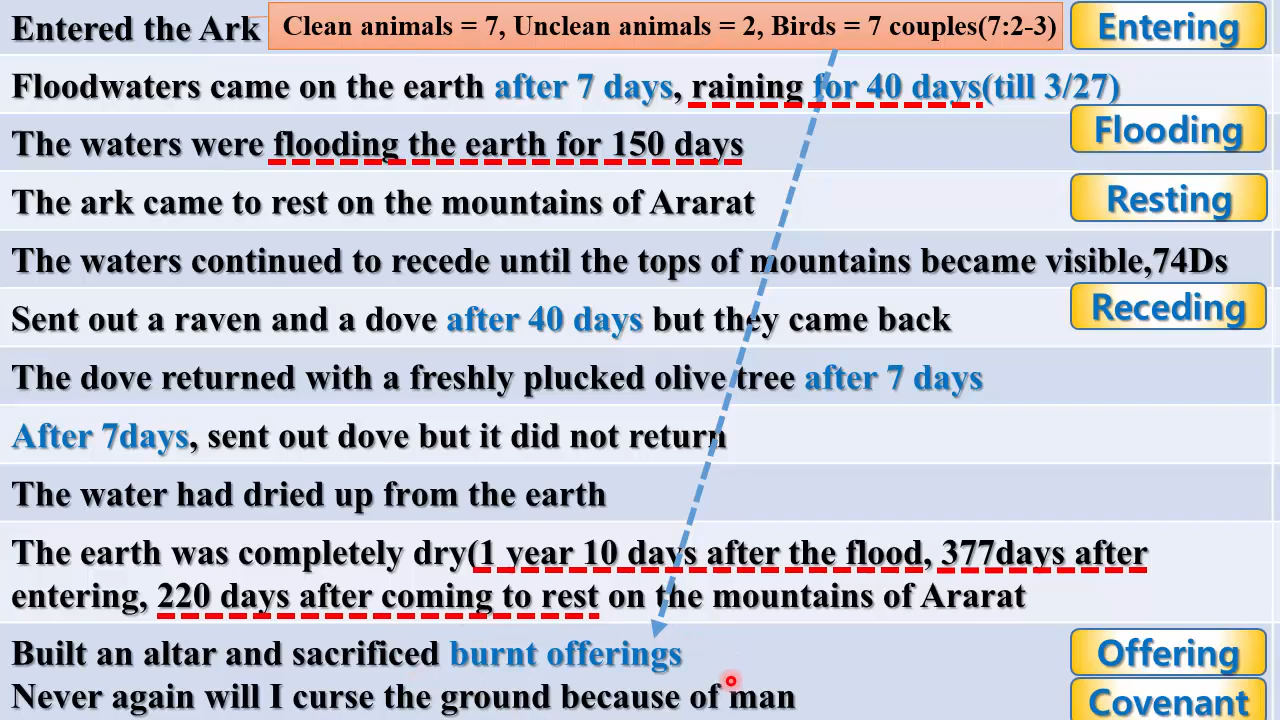 Entered the Ark
Clean animals = 7, Unclean animals = 2, Birds = 7 couples(7:2-3)
Entering
Floodwaters came on the earth after 7 days, raining for 40 days(till 3/27)
Flooding
The waters were flooding the earth for 150 days
The ark came to rest on the mountains of Ararat
Resting
The waters continued to recede until the tops of mountains became visible,74Ds
Receding
Sent out a raven and a dove after 40 days but they came back
The dove returned with a freshly plucked olive tree after 7 days
After 7days, sent out dove but it did not return
The water had dried up from the earth
The earth was completely dry(1 year 10 days after the flood, 377days after
entering, 220 days after coming to rest on the mountains of Ararat
Built an altar and sacrificed burnt offerings
Offering
Never again will I curse the ground because of man
Covenant